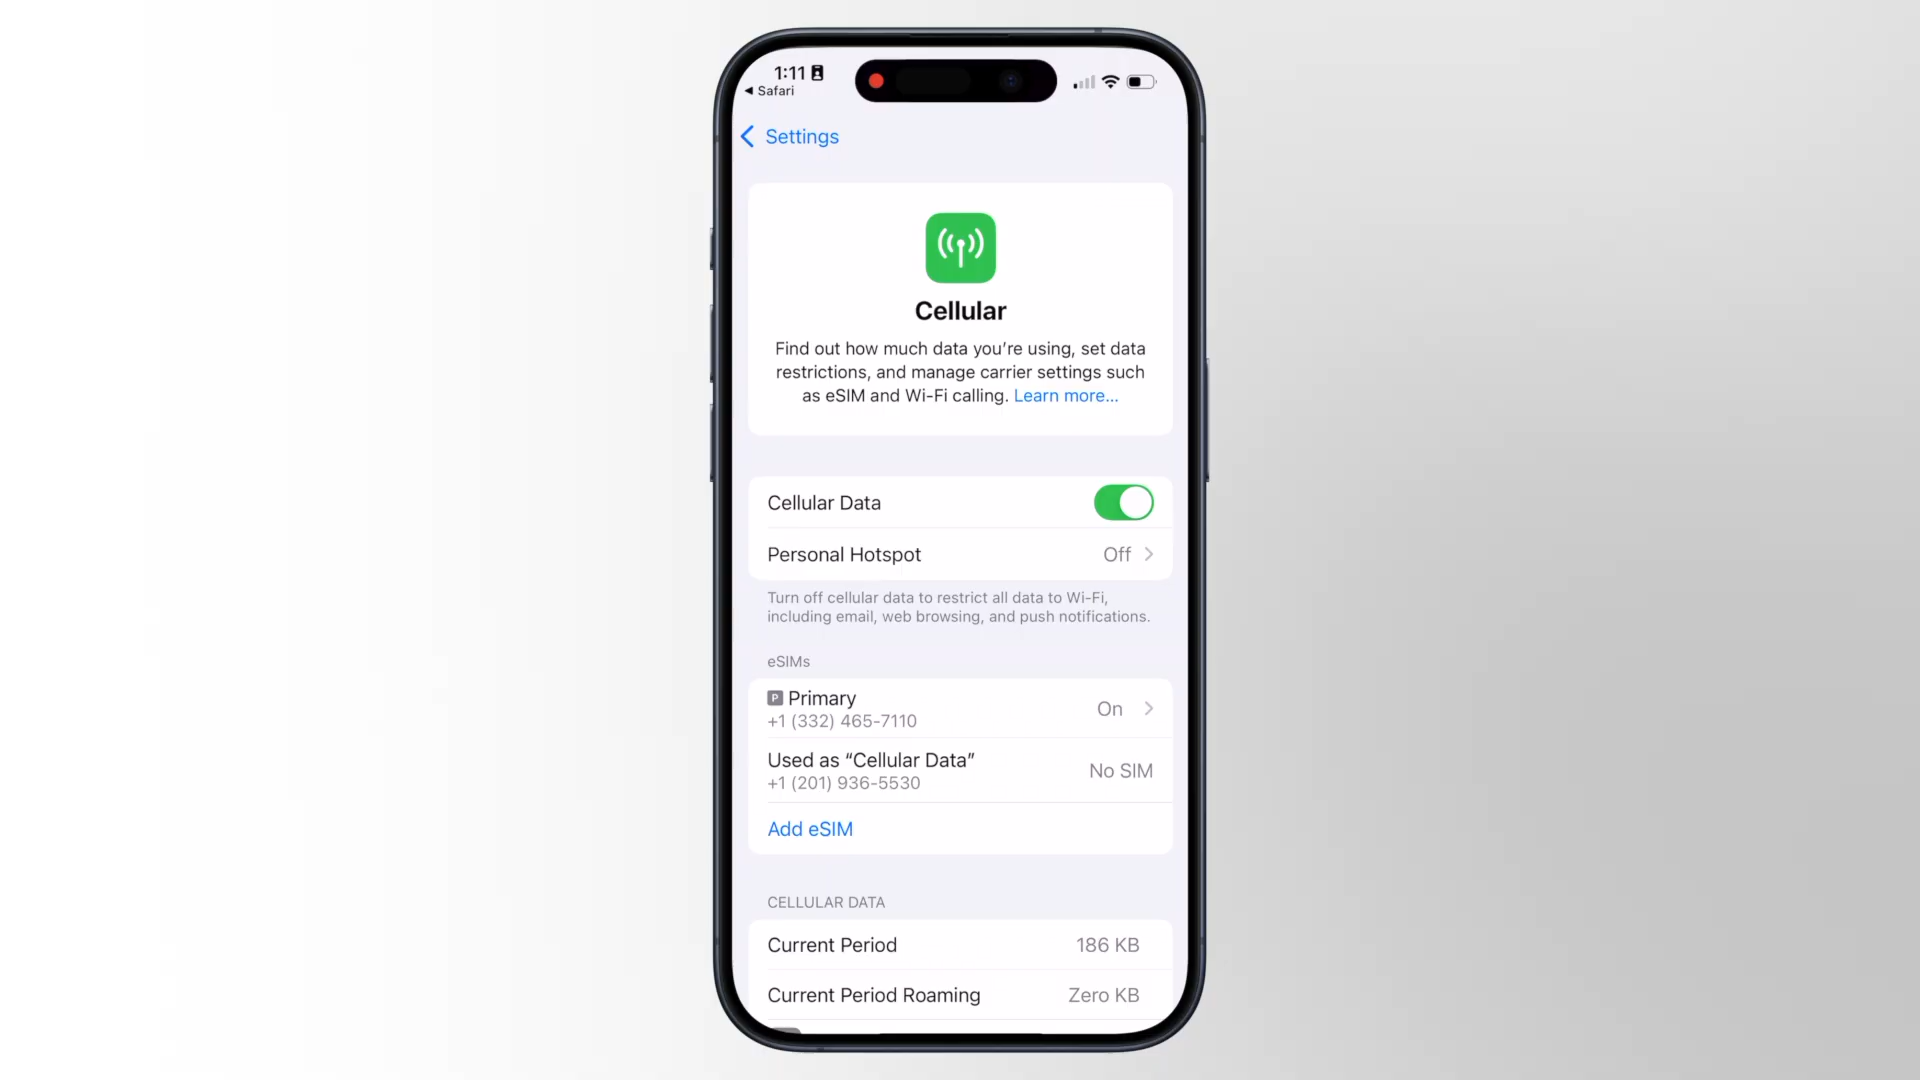 1:11
◀ Safari
Settings
Cellular
Find out how much data you’re using, set data
restrictions, and manage carrier settings such
as eSIM and Wi-Fi calling. Learn more...
Cellular Data
Personal Hotspot Off
Turn off cellular data to restrict all data to Wi-Fi,
including email, web browsing, and push notifications.
eSIMs
P Primary
+1 (332) 465-7110
On
Used as “Cellular Data”
+1 (201) 936-5530
No SIM
Add eSIM
CELLULAR DATA
Current Period 186 KB
Current Period Roaming Zero KB